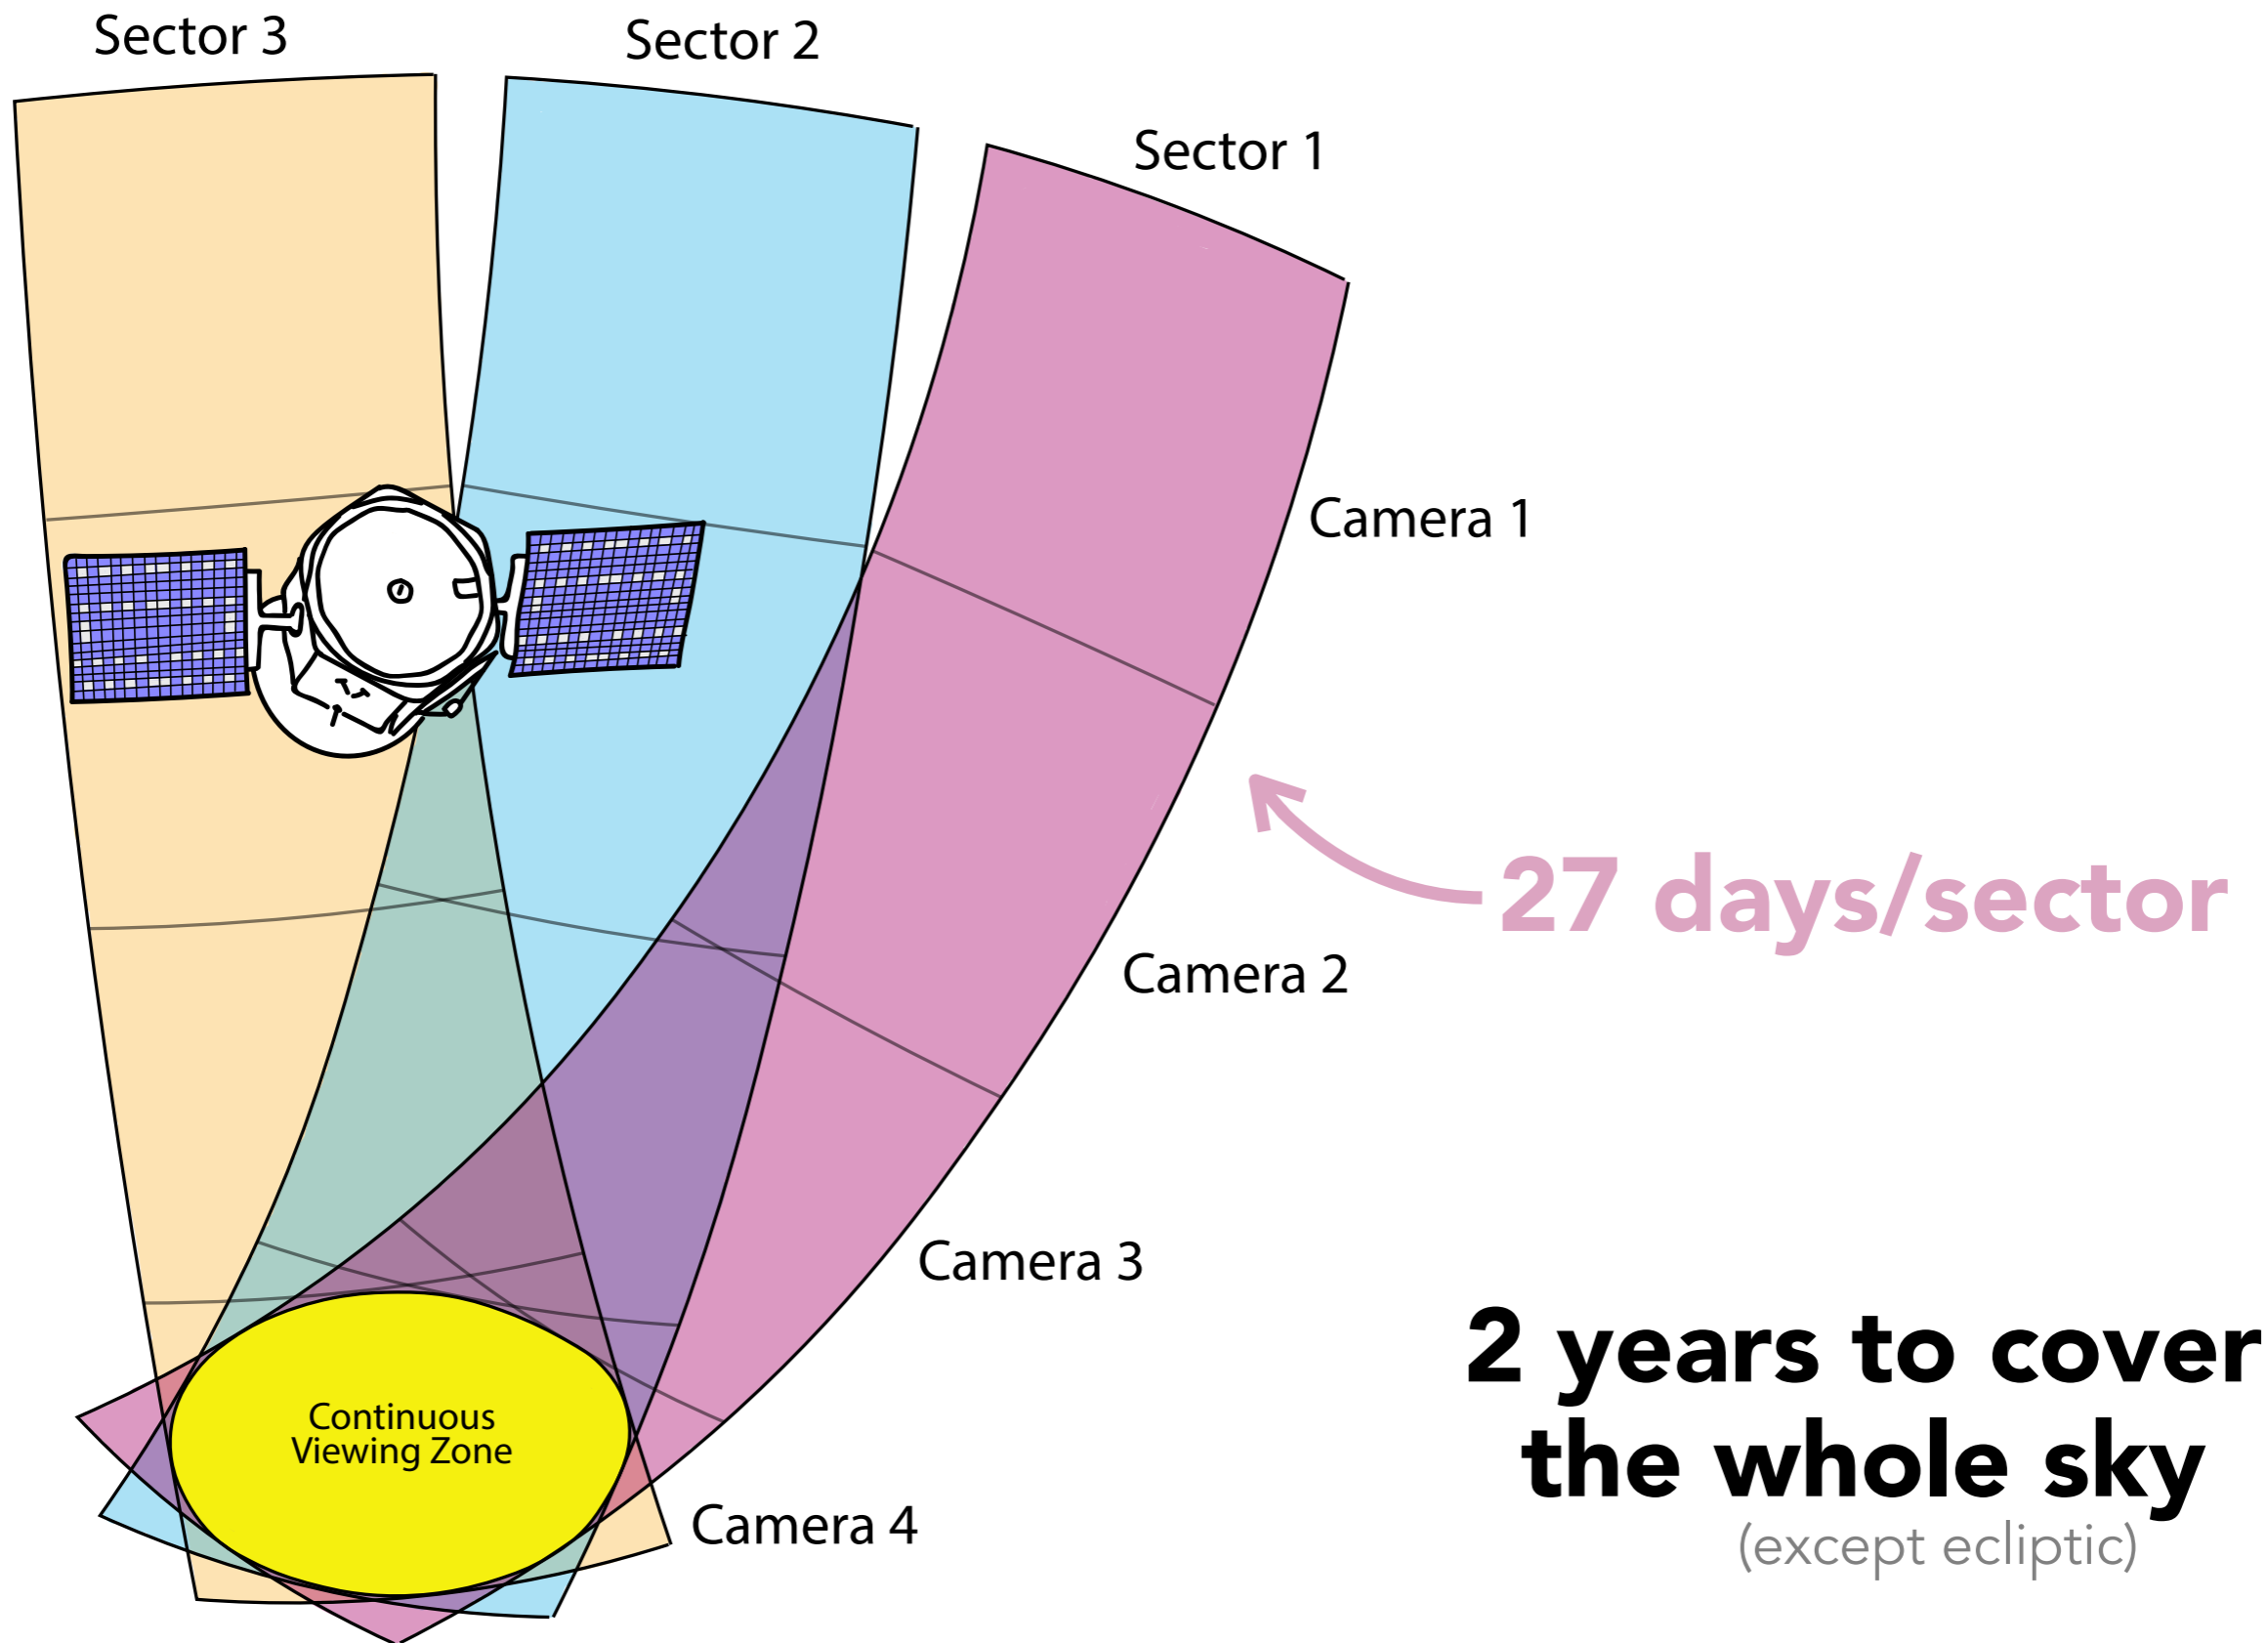 Sector 3
Sector 2
Sector 1
Camera 1
27 days/sector
Camera 2
Camera 3
2 years to cover
the whole sky
(except ecliptic)
Continuous
Viewing Zone
Camera 4